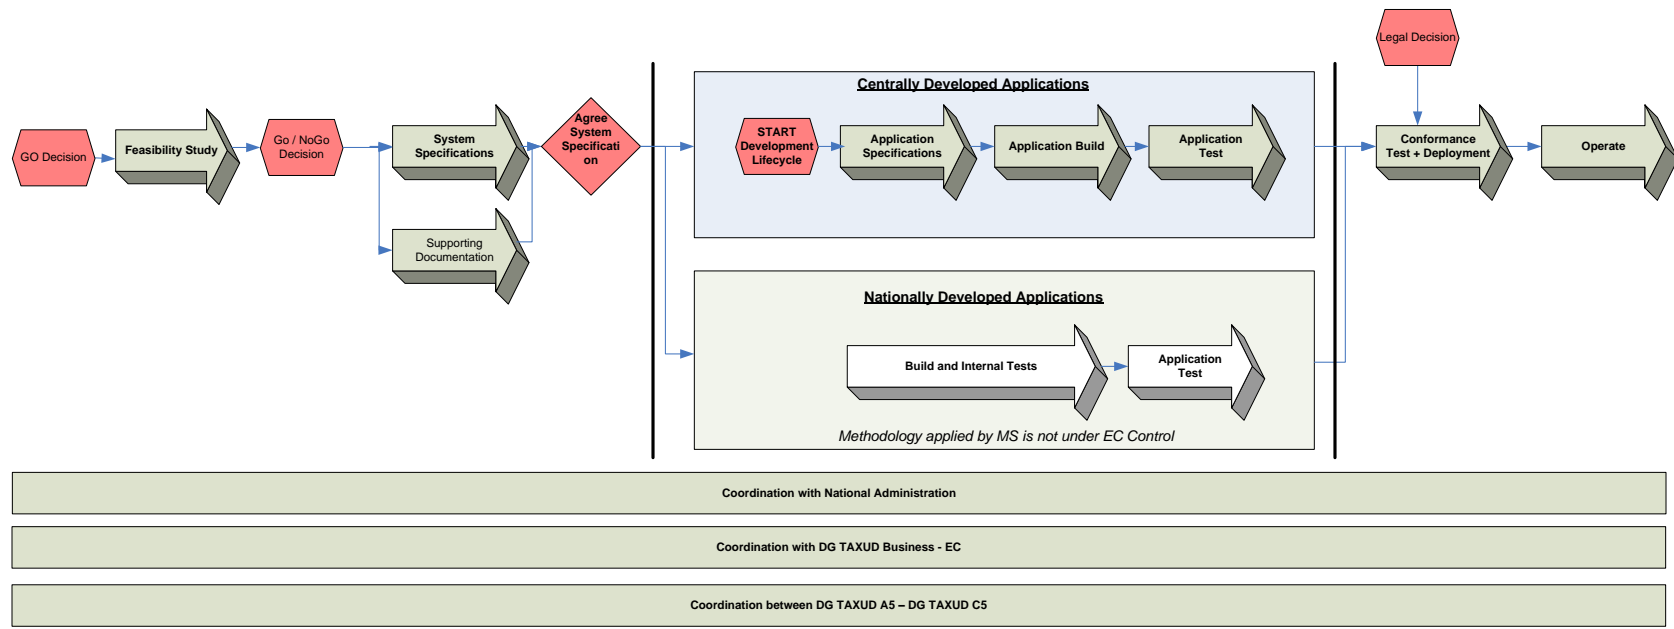 GO Decision
Feasibility Study
Go / NoGo
Decision
System
Specifications
Supporting
Documentation
Agree
System
Specificati
on
Centrally Developed Applications
START
Development
Lifecycle
Application
Specifications
Application Build
Application
Test
Nationally Developed Applications
Build and Internal Tests
Application
Test
Methodology applied by MS is not under EC Control
Legal Decision
Conformance
Test + Deployment
Operate
Coordination with National Administration
Coordination with DG TAXUD Business - EC
Coordination between DG TAXUD A5 – DG TAXUD C5